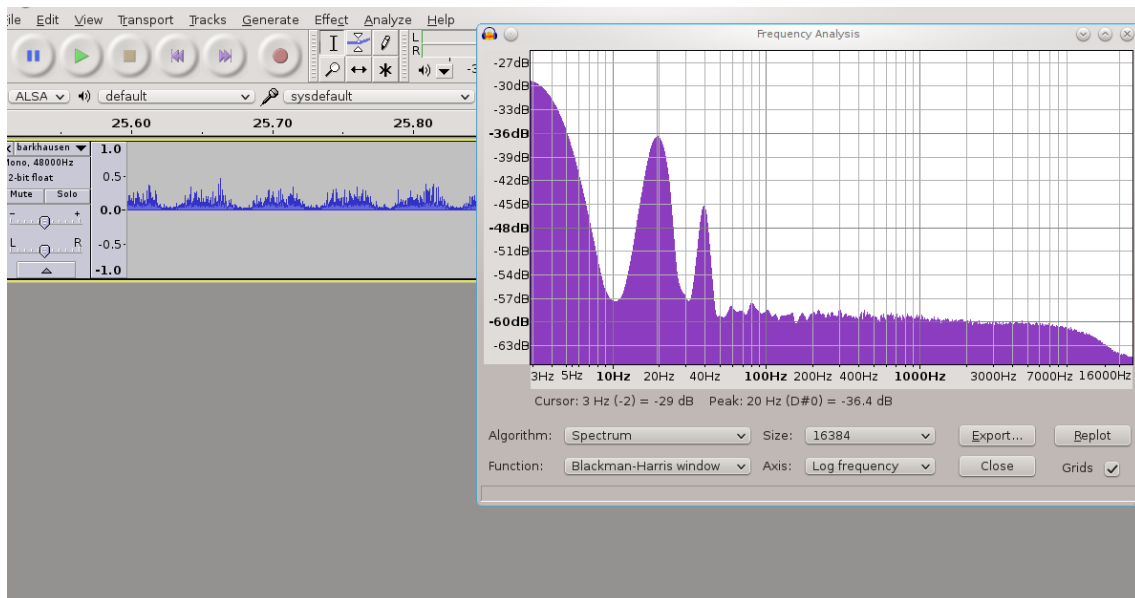 ile Edit View Transport Tracks Generate Effect Analyze Help
L
R
-3
ALSA default sysdefault
25.60 25.70 25.80
barkhausen
Mono, 48000Hz
2-bit float
Mute Solo
- +
L R
1.0
0.5-
0.0-
-0.5-
-1.0
Frequency Analysis
-27dB
-30dB
-33dB
-36dB
-39dB
-42dB
-45dB
-48dB
-51dB
-54dB
-57dB
-60dB
-63dB
3Hz 5Hz 10Hz 20Hz 40Hz 100Hz 200Hz 400Hz 1000Hz 3000Hz 7000Hz 16000Hz
Cursor: 3 Hz (-2) = -29 dB Peak: 20 Hz (D#0) = -36.4 dB
Algorithm: Spectrum Size: 16384 Export... Replot
Function: Blackman-Harris window Axis: Log frequency Close Grids